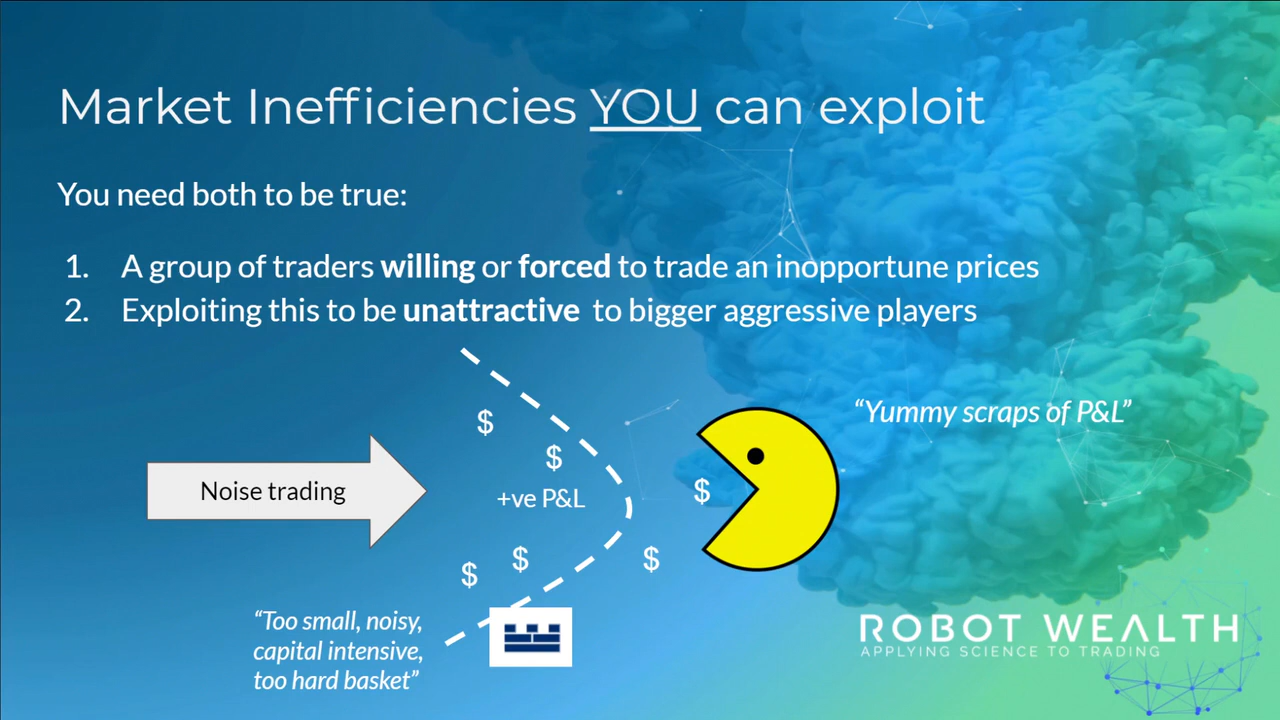 Market Inefficiencies YOU can exploit
You need both to be true:
1. A group of traders willing or forced to trade an inopportune prices
2. Exploiting this to be unattractive to bigger aggressive players
$
"Yummy scraps of P&L"
$
Noise trading
+ve P&L
$
$
$
$
"Too small, noisy,
capital intensive,
too hard basket"
ROBOT WEALTH
APPLYING SCIENCE TO TRADING